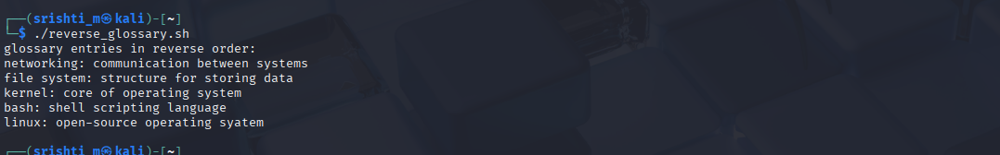 ┌──(srishti_m㉿kali)-[~]
└─$ ./reverse_glossary.sh
glossary entries in reverse order:
networking: communication between systems
file system: structure for storing data
kernel: core of operating system
bash: shell scripting language
linux: open-source operating syatem
┌──(srishti_m㉿kali)-[~]